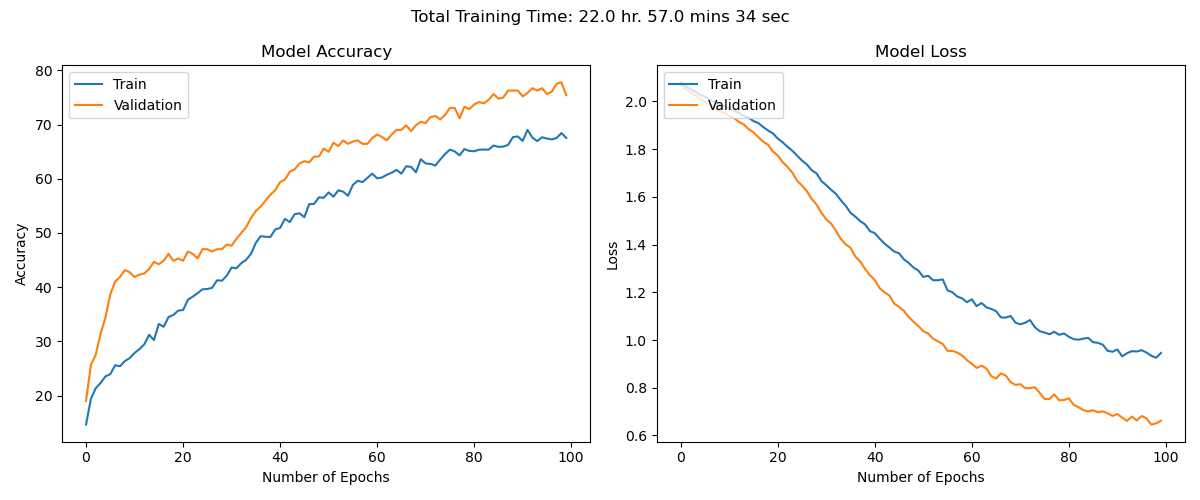 Total Training Time: 22.0 hr. 57.0 mins 34 sec
Model Accuracy
Train
Validation
80
70
60
50
40
30
20
Accuracy
0 20 40 60 80 100
Number of Epochs
Model Loss
Train
Validation
2.0
1.8
1.6
1.4
1.2
1.0
0.8
0.6
Loss
0 20 40 60 80 100
Number of Epochs